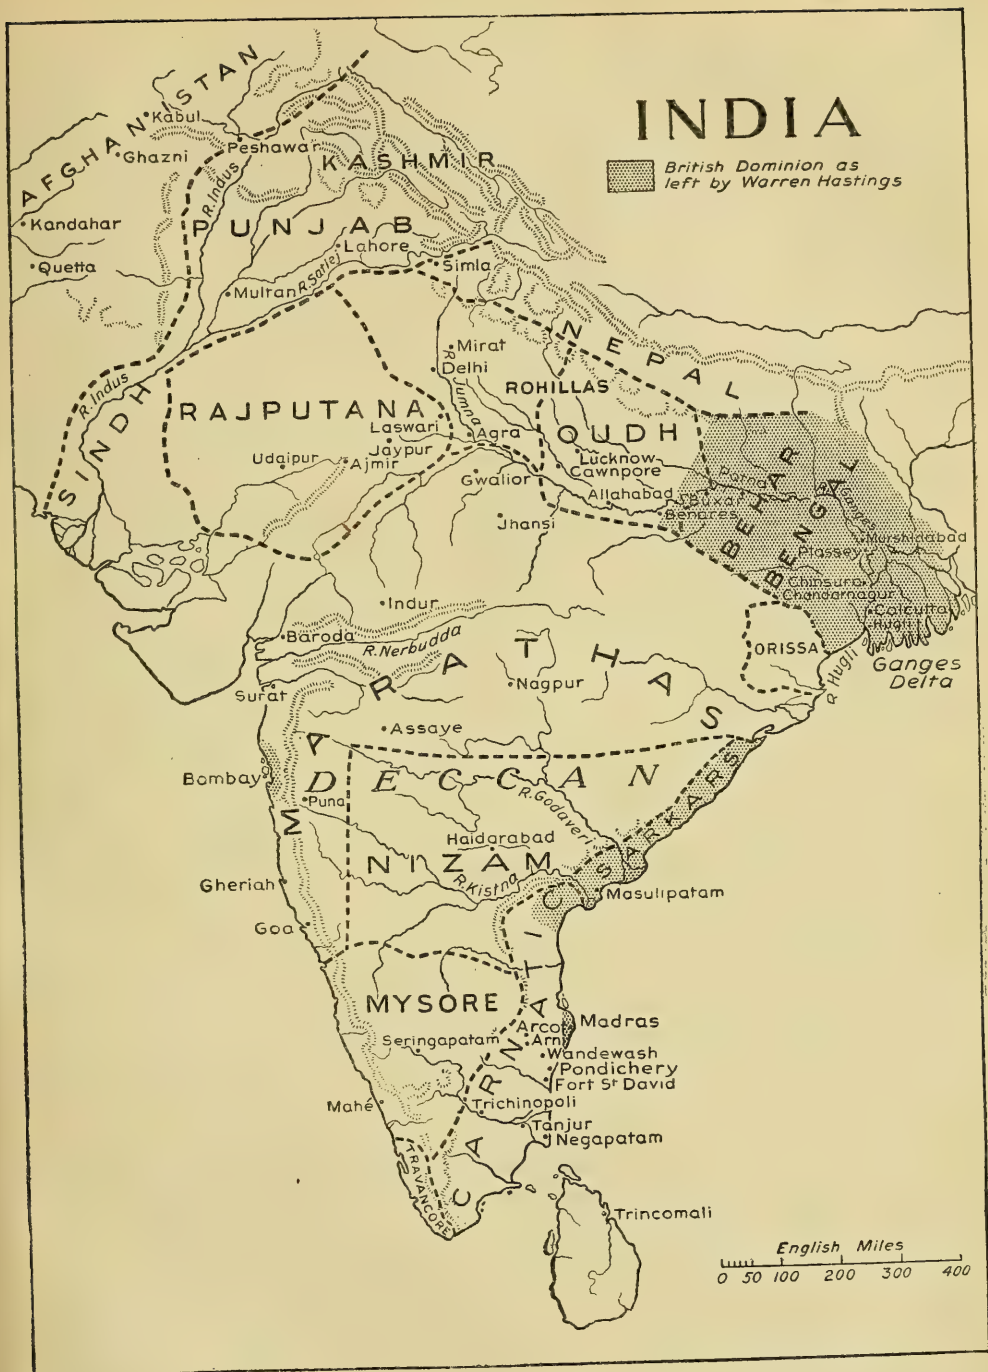 INDIA
British Dominion as
left by Warren Hastings
AFGHANISTAN
Kabul
Ghazni
Peshawar
KASHMIR
R. Indus
Kandahar
PUNJAB
Lahore
Quetta
Simla
Multan
R. Satlej
NEPAL
Mirat
Delhi
R. Jumna
ROHILLAS
R. Indus
SINDH
RAJPUTANA
Laswari
Agra
OUDH
Jaypur
Udaipur
Ajmir
Lucknow
Cawnpore
Gwalior
Patna
BEHAR
BENGAL
R. Ganges
Allahabad
Buxar
Benares
Jhansi
Murshidabad
Plassey
Chinsura
Chandarnagur
Indur
Calcutta
Hugli
Baroda
R. Nerbudda
ORISSA
R. Hugli
Ganges
Delta
MARATHAS
Surat
Nagpur
Assaye
Bombay
DECCAN
Puna
R. Godaveri
SARKARS
Haidarabad
NIZAM
R. Kistna
Gheriah
Masulipatam
Goa
CARNATIC
MYSORE
Arcot
Madras
Arni
Seringapatam
Wandewash
Pondichery
Fort St David
Mahé
Trichinopoli
Tanjur
Negapatam
TRAVANCORE
Trincomali
English Miles
0 50 100 200 300 400